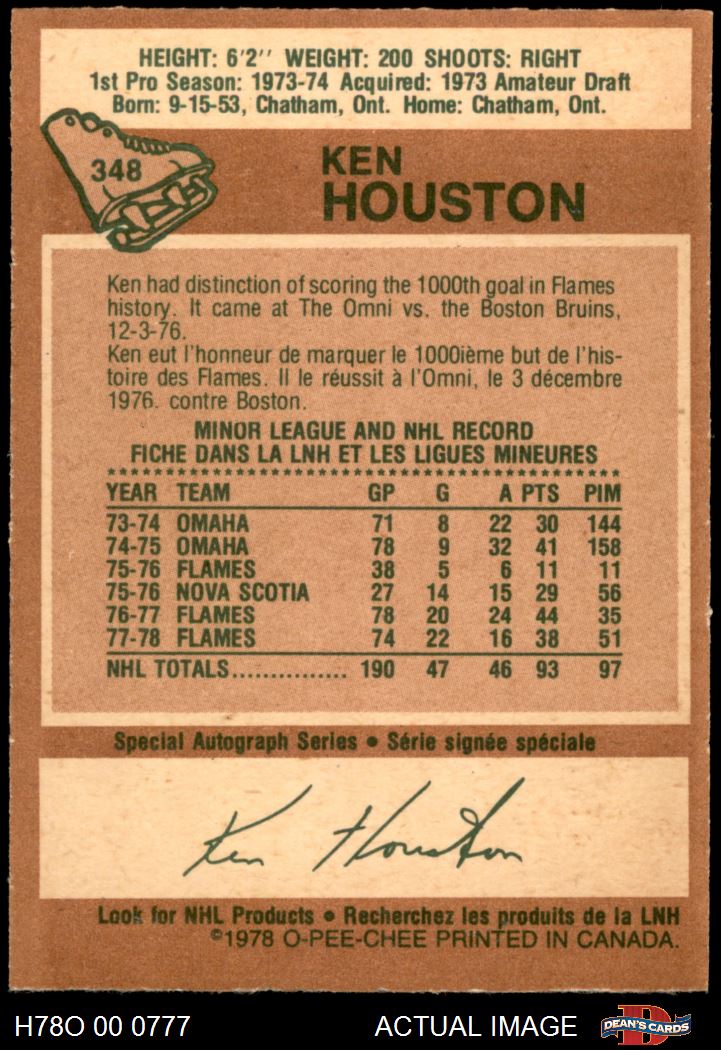 HEIGHT: 6'2'' WEIGHT: 200 SHOOTS: RIGHT
1st Pro Season: 1973-74 Acquired: 1973 Amateur Draft
Born: 9-15-53, Chatham, Ont. Home: Chatham, Ont.
348
KEN
HOUSTON
Ken had distinction of scoring the 1000th goal in Flames
history. It came at The Omni vs. the Boston Bruins,
12-3-76.
Ken eut l'honneur de marquer le 1000ième but de l'his-
toire des Flames. Il le réussit à l'Omni, le 3 décembre
1976. contre Boston.
MINOR LEAGUE AND NHL RECORD
FICHE DANS LA LNH ET LES LIGUES MINEURES
YEAR TEAM GP G A PTS PIM
73-74 OMAHA 71 8 22 30 144
74-75 OMAHA 78 9 32 41 158
75-76 FLAMES 38 5 6 11 11
75-76 NOVA SCOTIA 27 14 15 29 56
76-77 FLAMES 78 20 24 44 35
77-78 FLAMES 74 22 16 38 51
NHL TOTALS............... 190 47 46 93 97
Special Autograph Series • Série signée spéciale
Ken Houston
Look for NHL Products • Recherchez les produits de la LNH
©1978 O-PEE-CHEE PRINTED IN CANADA.
H78O 00 0777 ACTUAL IMAGE D DEAN'S CARDS